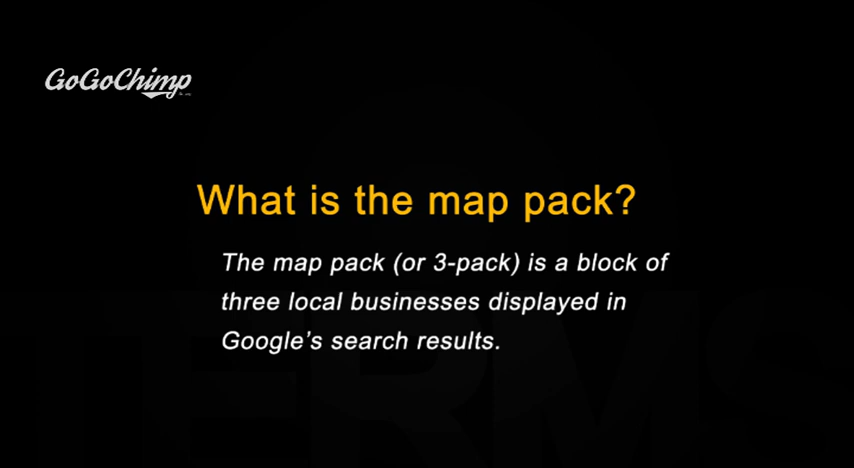 GoGoChimp
What is the map pack?
The map pack (or 3-pack) is a block of
three local businesses displayed in
Google’s search results.
TERMS